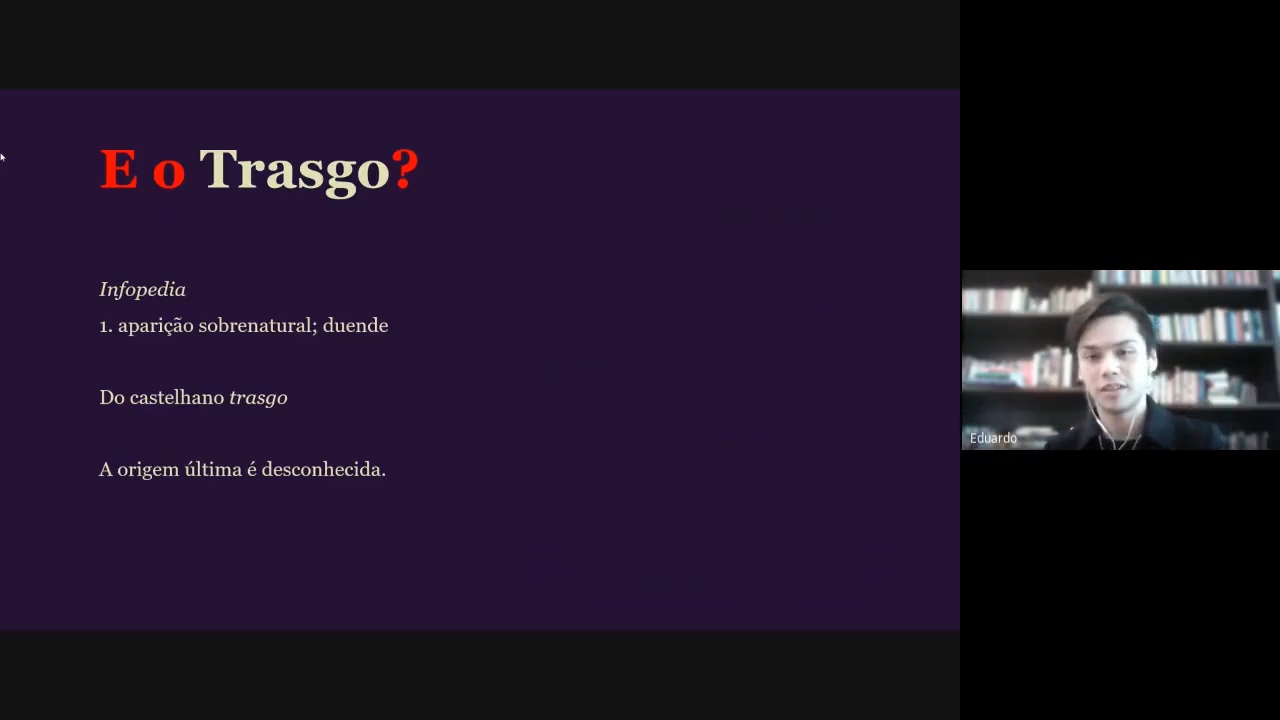 E o Trasgo?
Infopedia
1. aparição sobrenatural; duende
Do castelhano trasgo
A origem última é desconhecida.
Eduardo